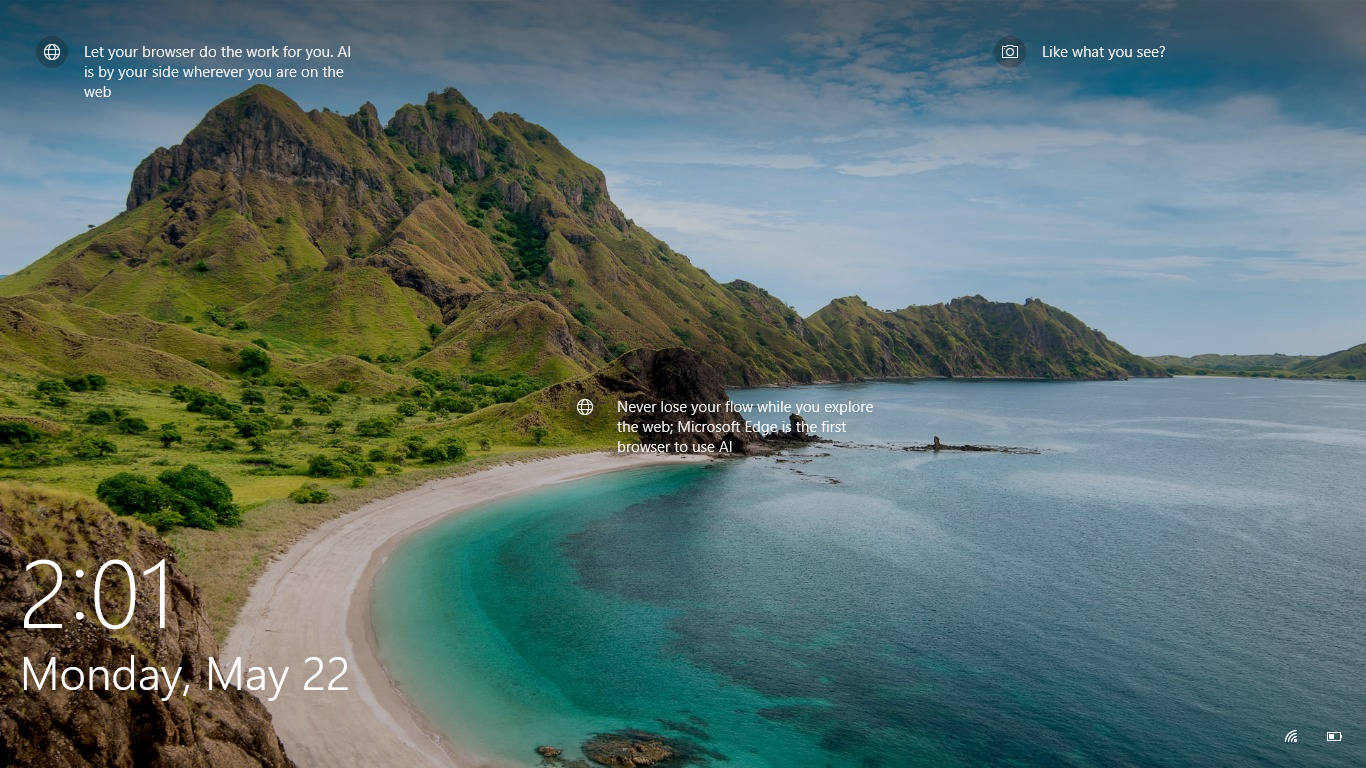 Let your browser do the work for you. AI
is by your side wherever you are on the
web
Like what you see?
Never lose your flow while you explore
the web; Microsoft Edge is the first
browser to use AI
2:01
Monday, May 22